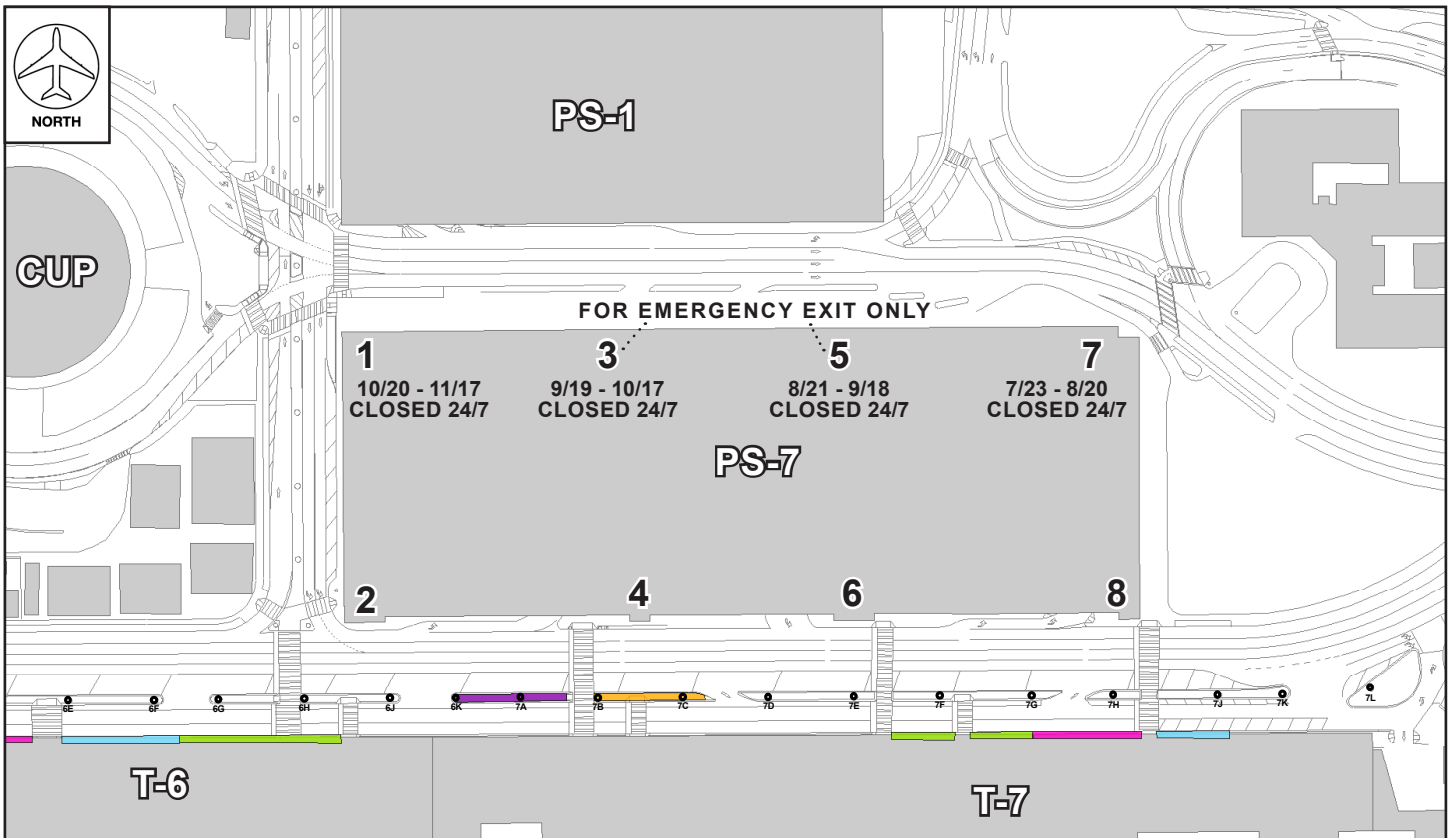 NORTH
PS-1
CUP
FOR EMERGENCY EXIT ONLY
1
3
5
7
10/20 - 11/17
CLOSED 24/7
9/19 - 10/17
CLOSED 24/7
8/21 - 9/18
CLOSED 24/7
7/23 - 8/20
CLOSED 24/7
PS-7
2
4
6
8
6E
6F
6G
6H
6J
6K
7A
7B
7C
7D
7E
7F
7G
7H
7J
7K
7L
T-6
T-7